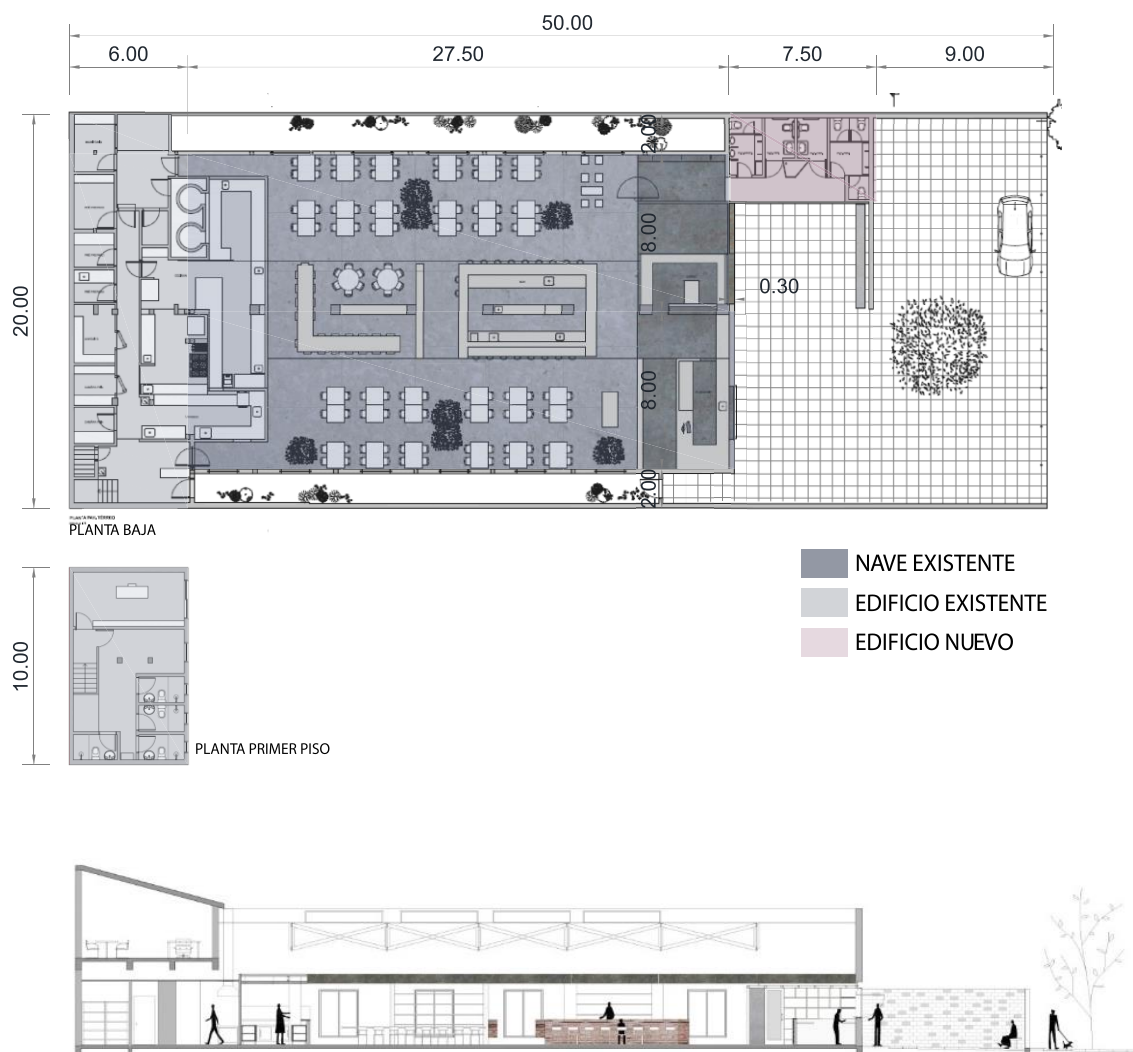 50.00
6.00
27.50
7.50
9.00
2.00
8.00
0.30
20.00
8.00
2.00
PLANTA BAJA
NAVE EXISTENTE
EDIFICIO EXISTENTE
EDIFICIO NUEVO
10.00
PLANTA PRIMER PISO